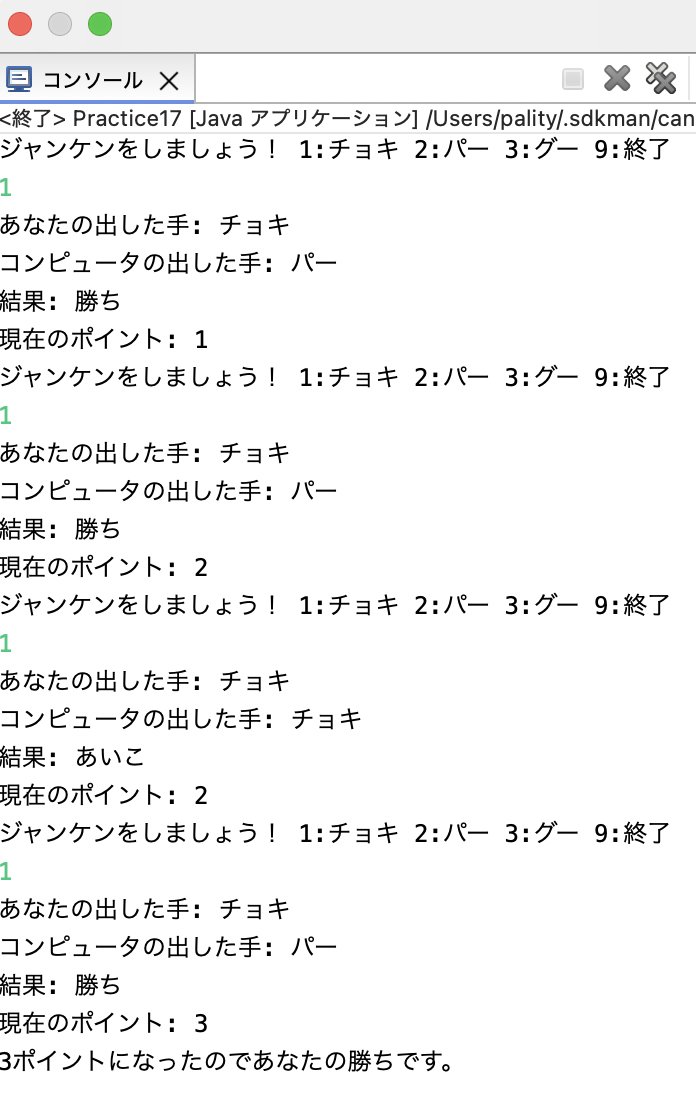 コンソール
<終了> Practice17 [Java アプリケーション] /Users/pality/.sdkman/can
ジャンケンをしましょう！ 1:チョキ 2:パー 3:グー 9:終了
1
あなたの出した手: チョキ
コンピュータの出した手: パー
結果: 勝ち
現在のポイント: 1
ジャンケンをしましょう！ 1:チョキ 2:パー 3:グー 9:終了
1
あなたの出した手: チョキ
コンピュータの出した手: パー
結果: 勝ち
現在のポイント: 2
ジャンケンをしましょう！ 1:チョキ 2:パー 3:グー 9:終了
1
あなたの出した手: チョキ
コンピュータの出した手: チョキ
結果: あいこ
現在のポイント: 2
ジャンケンをしましょう！ 1:チョキ 2:パー 3:グー 9:終了
1
あなたの出した手: チョキ
コンピュータの出した手: パー
結果: 勝ち
現在のポイント: 3
3ポイントになったのであなたの勝ちです。